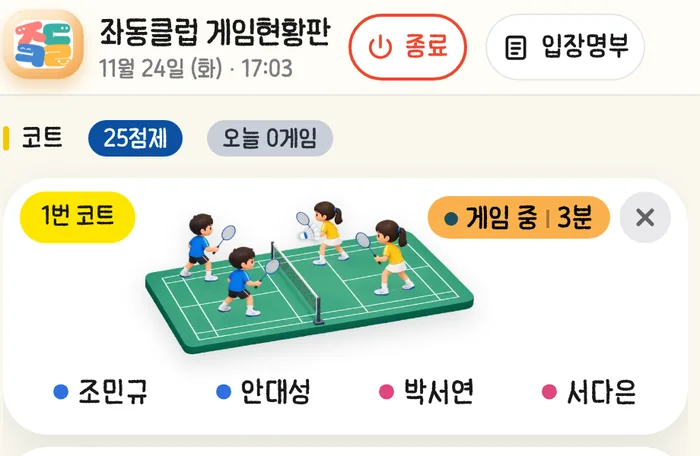 좌동클럽 게임현황판
11월 24일 (화) · 17:03
종료
입장명부
코트
25점제
오늘 0게임
1번 코트
게임 중 | 3분
조민규
안대성
박서연
서다은